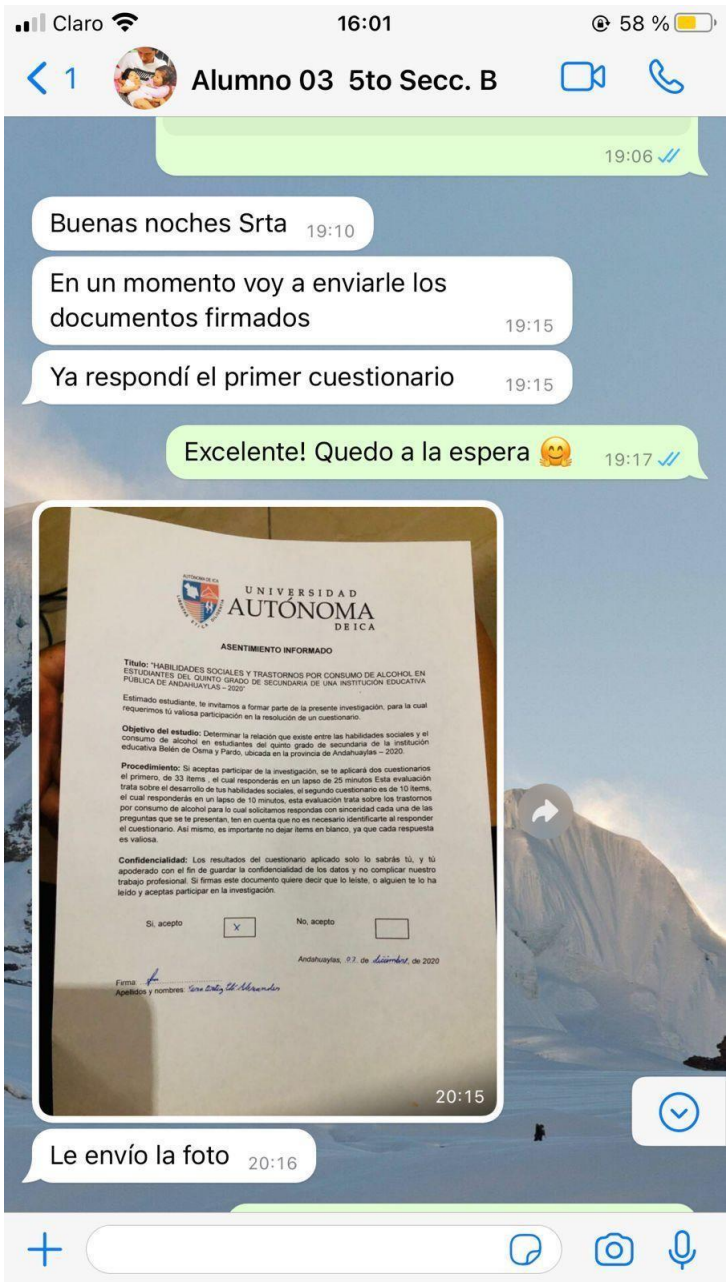 Claro 16:01 58 %
1 Alumno 03 5to Secc. B
19:06
Buenas noches Srta 19:10
En un momento voy a enviarle los
documentos firmados 19:15
Ya respondí el primer cuestionario 19:15
Excelente! Quedo a la espera 🤗 19:17
AUTÓNOMA DE ICA
UNIVERSIDAD
AUTÓNOMA
DE ICA
ASENTIMIENTO INFORMADO
Título: "HABILIDADES SOCIALES Y TRASTORNOS POR CONSUMO DE ALCOHOL EN
ESTUDIANTES DEL QUINTO GRADO DE SECUNDARIA DE UNA INSTITUCIÓN EDUCATIVA
PÚBLICA DE ANDAHUAYLAS – 2020"
Estimado estudiante, te invitamos a formar parte de la presente investigación, para la cual
requerimos tú valiosa participación en la resolución de un cuestionario.
Objetivo del estudio: Determinar la relación que existe entre las habilidades sociales y el
consumo de alcohol en estudiantes del quinto grado de secundaria de la institución
educativa Belén de Osma y Pardo, ubicada en la provincia de Andahuaylas – 2020.
Procedimiento: Si aceptas participar de la investigación, se te aplicará dos cuestionarios
el primero, de 33 ítems , el cual responderás en un lapso de 25 minutos Esta evaluación
trata sobre el desarrollo de tus habilidades sociales, el segundo cuestionario es de 10 ítems,
el cual responderás en un lapso de 10 minutos, esta evaluación trata sobre los trastornos
por consumo de alcohol para lo cual solicitamos respondas con sinceridad cada una de las
preguntas que se te presentan, ten en cuenta que no es necesario identificarte al responder
el cuestionario. Así mismo, es importante no dejar ítems en blanco, ya que cada respuesta
es valiosa.
Confidencialidad: Los resultados del cuestionario aplicado solo lo sabrás tú, y tú
apoderado con el fin de guardar la confidencialidad de los datos y no complicar nuestro
trabajo profesional. Si firmas este documento quiere decir que lo leíste, o alguien te lo ha
leído y aceptas participar en la investigación.
Si, acepto X No, acepto
Andahuaylas, 03 de diciembre, de 2020
Firma:
Apellidos y nombres:
20:15
Le envío la foto 20:16